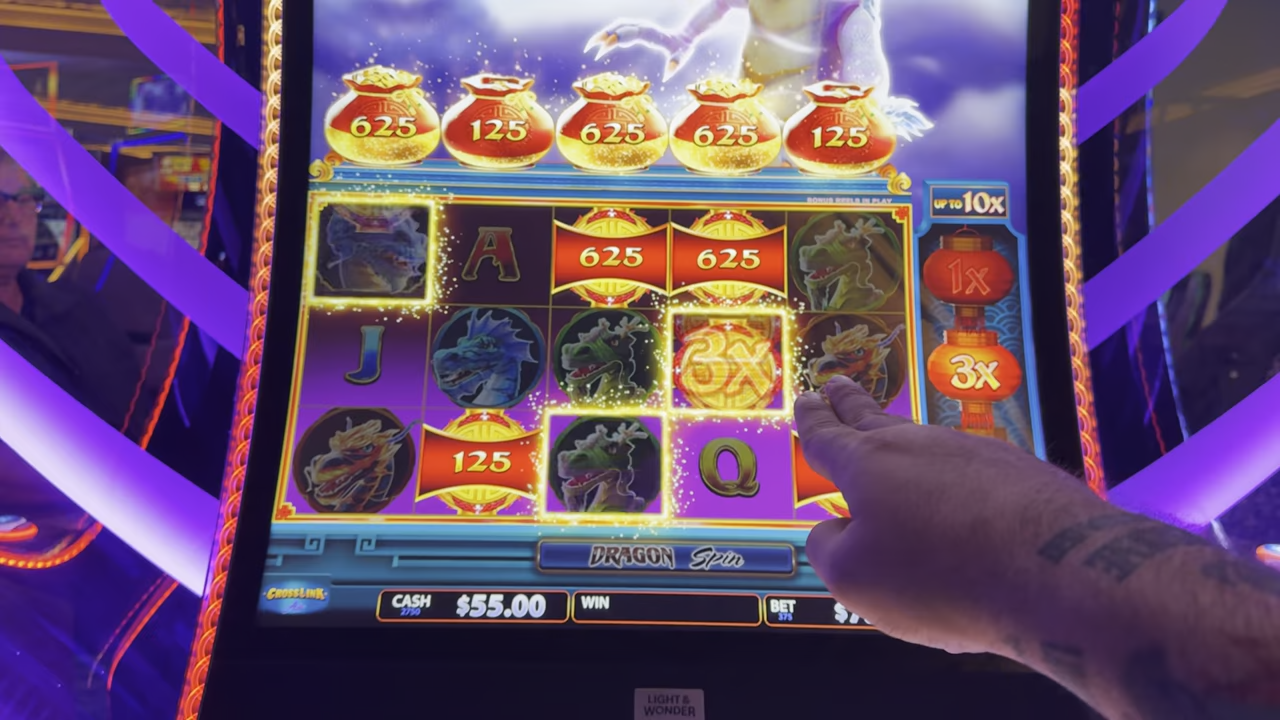 625 125 625 625 125
BONUS REELS IN PLAY
UP TO 10X
A 625 625
1X
J 3X
3X
125 Q
DRAGON Spin
CROSSLINK
CASH $55.00 WIN BET
2750 375
LIGHT &
WONDER